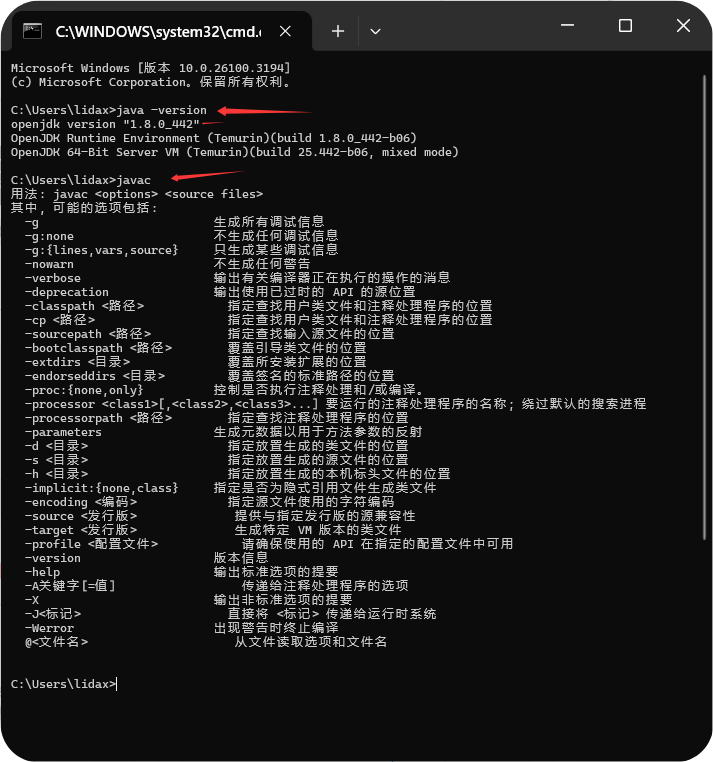 C:\WINDOWS\system32\cmd.e
Microsoft Windows [版本 10.0.26100.3194]
(c) Microsoft Corporation。保留所有权利。
C:\Users\lidax>java -version
openjdk version "1.8.0_442"
OpenJDK Runtime Environment (Temurin)(build 1.8.0_442-b06)
OpenJDK 64-Bit Server VM (Temurin)(build 25.442-b06, mixed mode)
C:\Users\lidax>javac
用法: javac <options> <source files>
其中, 可能的选项包括:
-g 生成所有调试信息
-g:none 不生成任何调试信息
-g:{lines,vars,source} 只生成某些调试信息
-nowarn 不生成任何警告
-verbose 输出有关编译器正在执行的操作的消息
-deprecation 输出使用已过时的 API 的源位置
-classpath <路径> 指定查找用户类文件和注释处理程序的位置
-cp <路径> 指定查找用户类文件和注释处理程序的位置
-sourcepath <路径> 指定查找输入源文件的位置
-bootclasspath <路径> 覆盖引导类文件的位置
-extdirs <目录> 覆盖所安装扩展的位置
-endorseddirs <目录> 覆盖签名的标准路径的位置
-proc:{none,only} 控制是否执行注释处理和/或编译。
-processor <class1>[,<class2>,<class3>...] 要运行的注释处理程序的名称; 绕过默认的搜索进程
-processorpath <路径> 指定查找注释处理程序的位置
-parameters 生成元数据以用于方法参数的反射
-d <目录> 指定放置生成的类文件的位置
-s <目录> 指定放置生成的源文件的位置
-h <目录> 指定放置生成的本机标头文件的位置
-implicit:{none,class} 指定是否为隐式引用文件生成类文件
-encoding <编码> 指定源文件使用的字符编码
-source <发行版> 提供与指定发行版的源兼容性
-target <发行版> 生成特定 VM 版本的类文件
-profile <配置文件> 请确保使用的 API 在指定的配置文件中可用
-version 版本信息
-help 输出标准选项的提要
-A关键字[=值] 传递给注释处理程序的选项
-X 输出非标准选项的提要
-J<标记> 直接将 <标记> 传递给运行时系统
-Werror 出现警告时终止编译
@<文件名> 从文件读取选项和文件名
C:\Users\lidax>